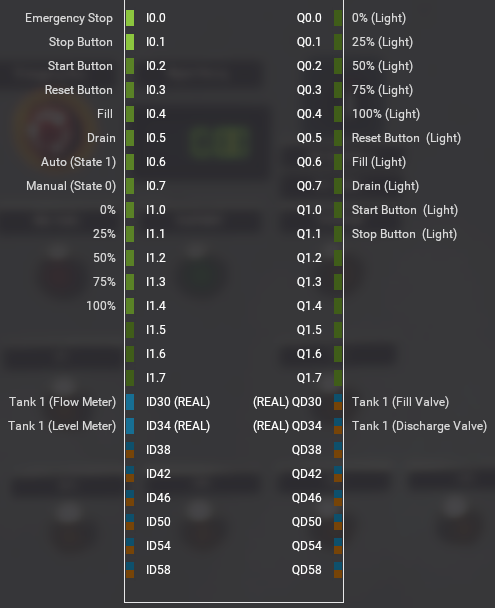 Emergency Stop I0.0 Q0.0 0% (Light)
Stop Button I0.1 Q0.1 25% (Light)
Start Button I0.2 Q0.2 50% (Light)
Reset Button I0.3 Q0.3 75% (Light)
Fill I0.4 Q0.4 100% (Light)
Drain I0.5 Q0.5 Reset Button (Light)
Auto (State 1) I0.6 Q0.6 Fill (Light)
Manual (State 0) I0.7 Q0.7 Drain (Light)
0% I1.0 Q1.0 Start Button (Light)
25% I1.1 Q1.1 Stop Button (Light)
50% I1.2 Q1.2
75% I1.3 Q1.3
100% I1.4 Q1.4
I1.5 Q1.5
I1.6 Q1.6
I1.7 Q1.7
Tank 1 (Flow Meter) ID30 (REAL) (REAL) QD30 Tank 1 (Fill Valve)
Tank 1 (Level Meter) ID34 (REAL) (REAL) QD34 Tank 1 (Discharge Valve)
ID38 QD38
ID42 QD42
ID46 QD46
ID50 QD50
ID54 QD54
ID58 QD58